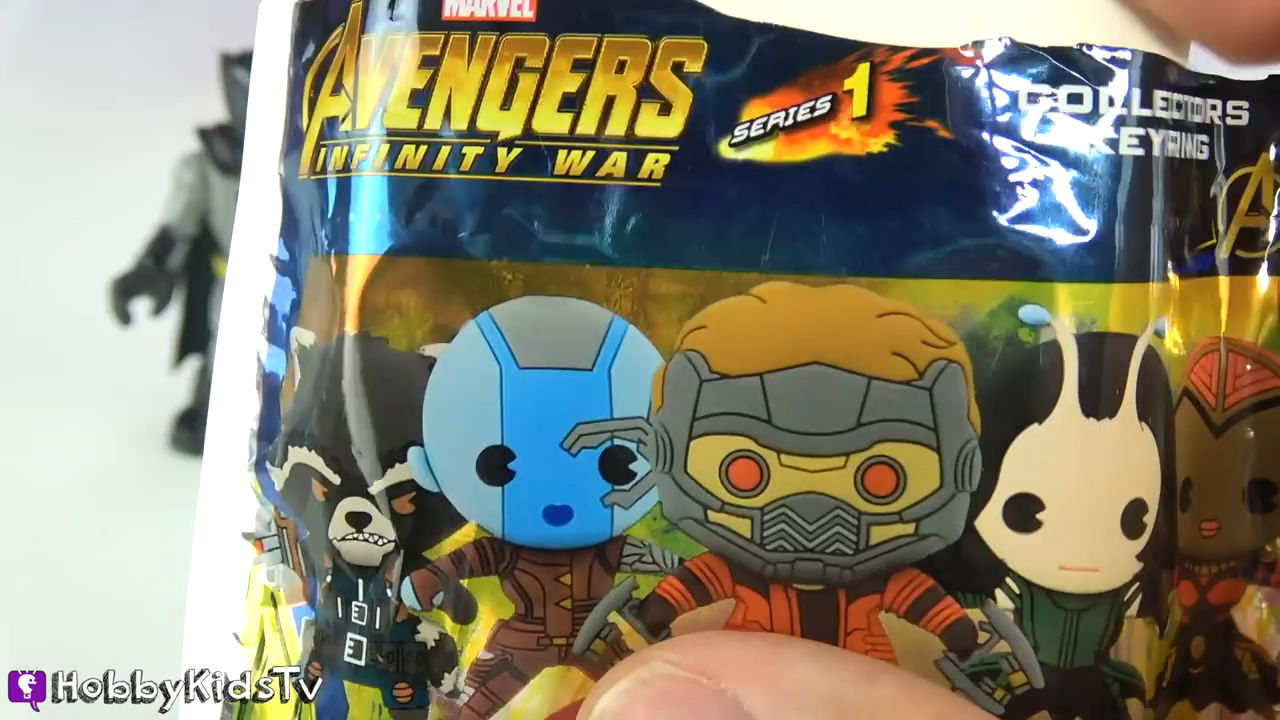 MARVEL
AVENGERS
INFINITY WAR
SERIES 1
COLLECTORS
KEYRING
HobbyKidsTv